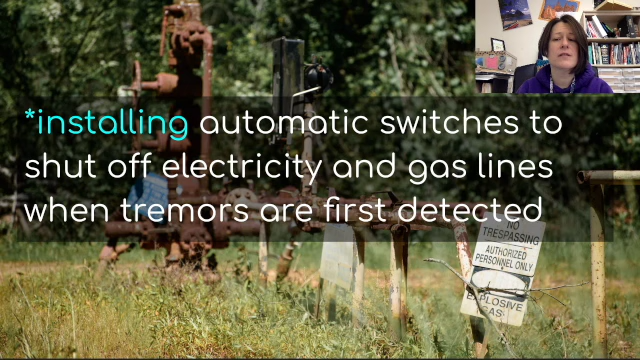 *installing automatic switches to
shut off electricity and gas lines
when tremors are first detected
NO
TRESPASSING
AUTHORIZED
PERSONNEL ONLY
EXPLOSIVE
GAS